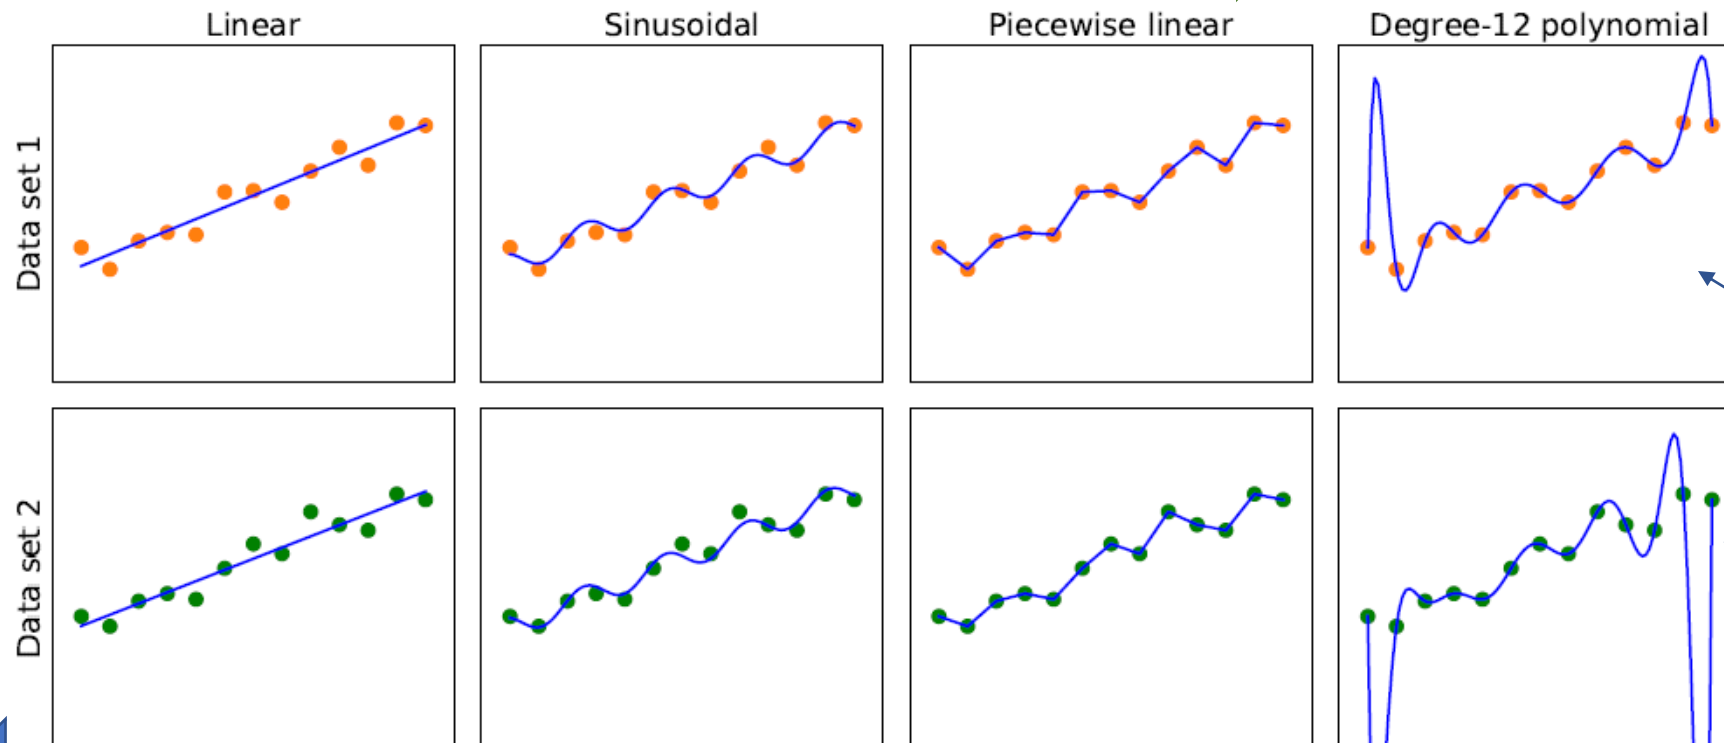 Linear
Sinusoidal
Piecewise linear
Degree-12 polynomial
Data set 1
Data set 2